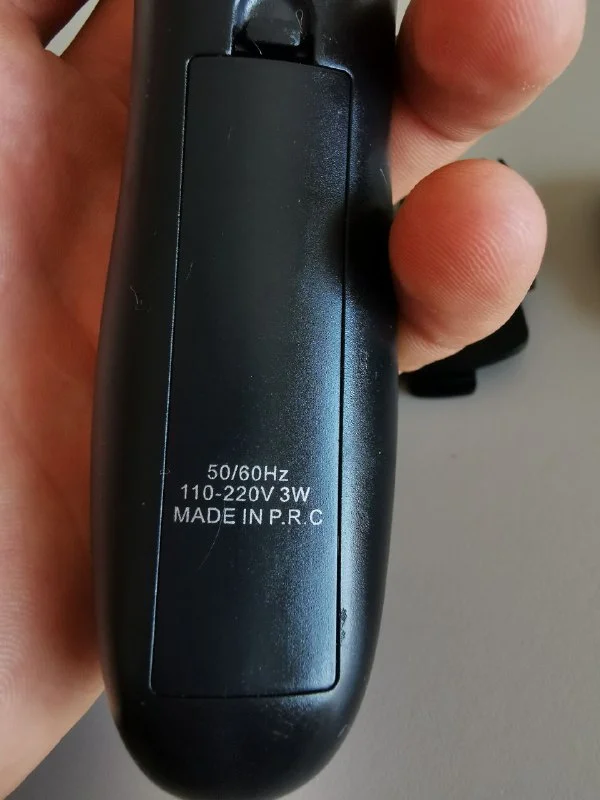 50/60Hz
110-220V 3W
MADE IN P.R.C